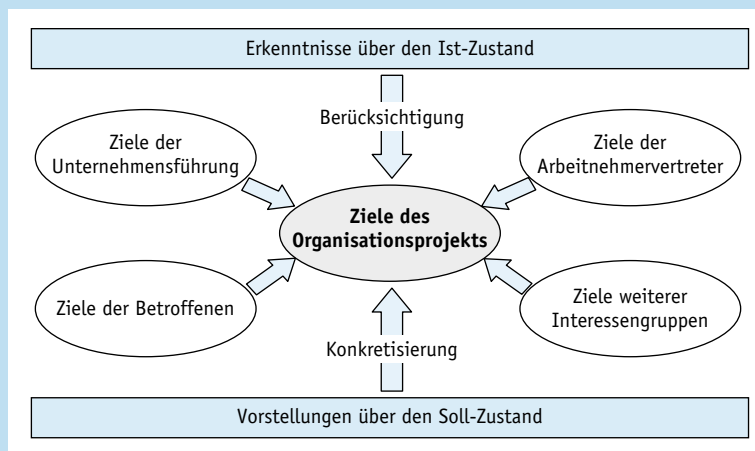 Erkenntnisse über den Ist-Zustand
Berücksichtigung
Ziele der
Unternehmensführung
Ziele der
Arbeitnehmervertreter
Ziele des
Organisationsprojekts
Ziele der Betroffenen
Ziele weiterer
Interessengruppen
Konkretisierung
Vorstellungen über den Soll-Zustand